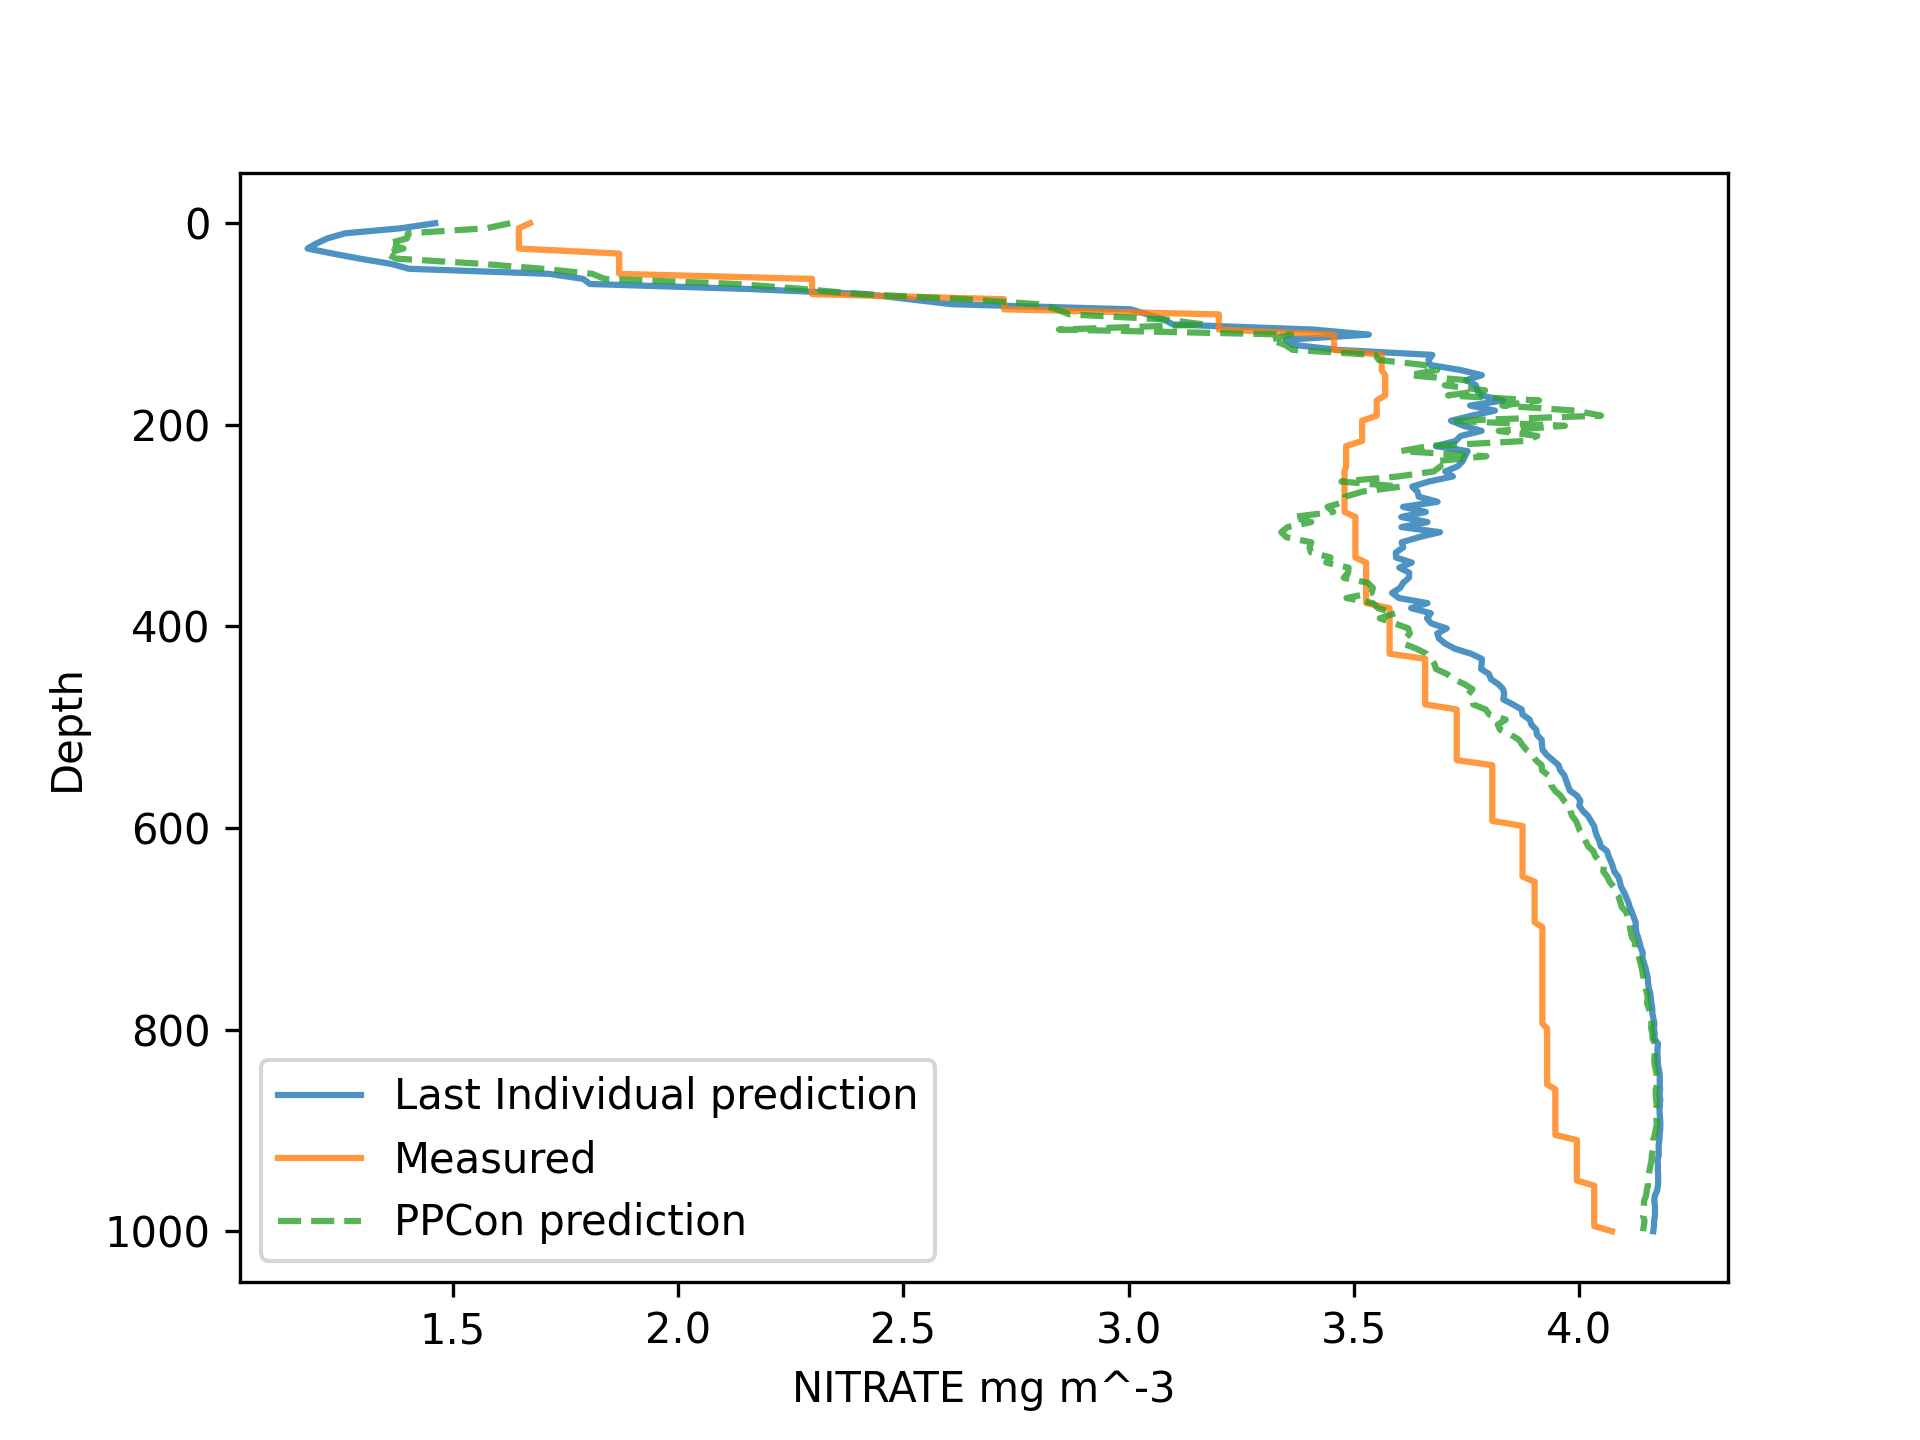 0
200
400
600
800
1000
Depth
Last Individual prediction
Measured
PPCon prediction
1.5 2.0 2.5 3.0 3.5 4.0
NITRATE mg m^-3